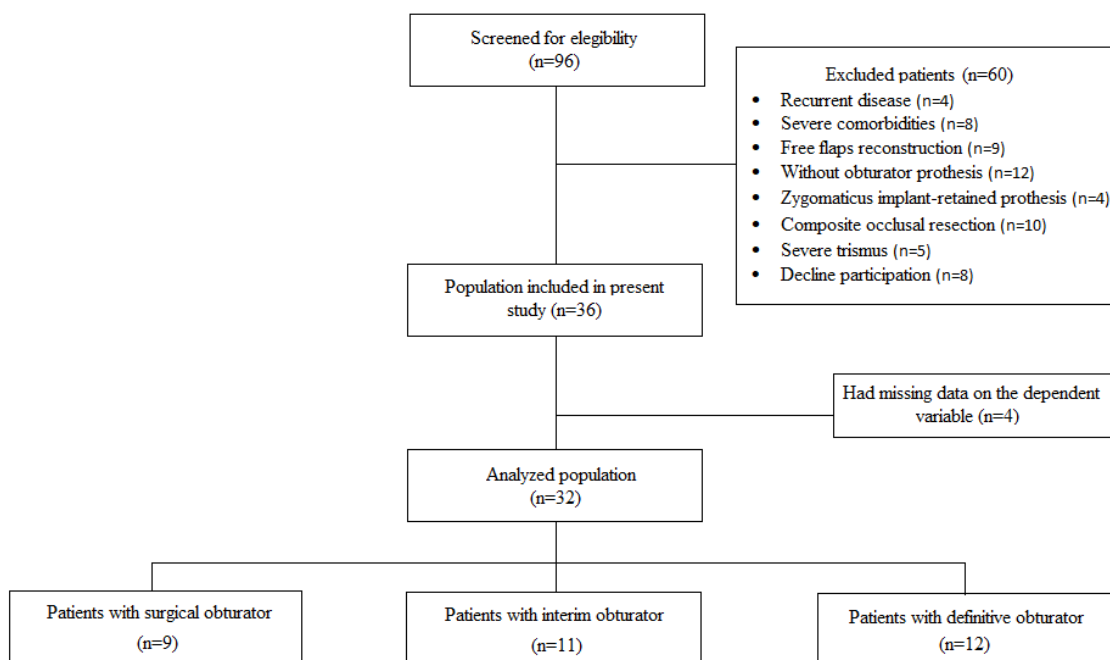 Screened for elegibility
(n=96)
Excluded patients (n=60)
• Recurrent disease (n=4)
• Severe comorbidities (n=8)
• Free flaps reconstruction (n=9)
• Without obturator prothesis (n=12)
• Zygomaticus implant-retained prothesis (n=4)
• Composite occlusal resection (n=10)
• Severe trismus (n=5)
• Decline participation (n=8)
Population included in present
study (n=36)
Had missing data on the dependent
variable (n=4)
Analyzed population
(n=32)
Patients with surgical obturator
(n=9)
Patients with interim obturator
(n=11)
Patients with definitive obturator
(n=12)